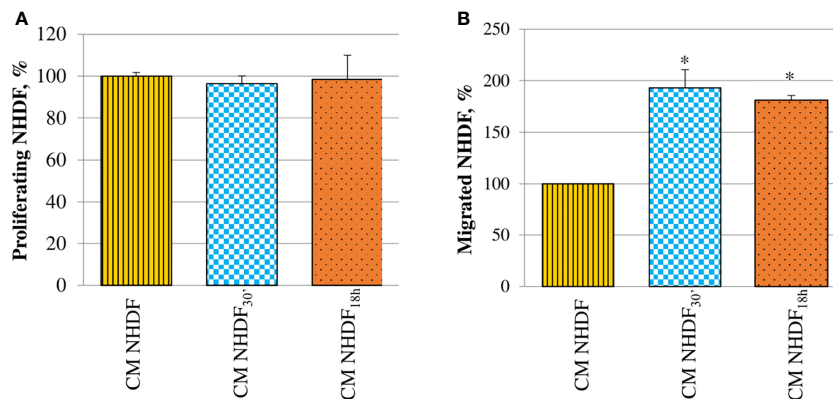 A
Proliferating NHDF, %
120
100
80
60
40
20
0
CM NHDF
CM NHDF30'
CM NHDF18h
B
Migrated NHDF, %
250
200
150
100
50
0
*
*
CM NHDF
CM NHDF30'
CM NHDF18h